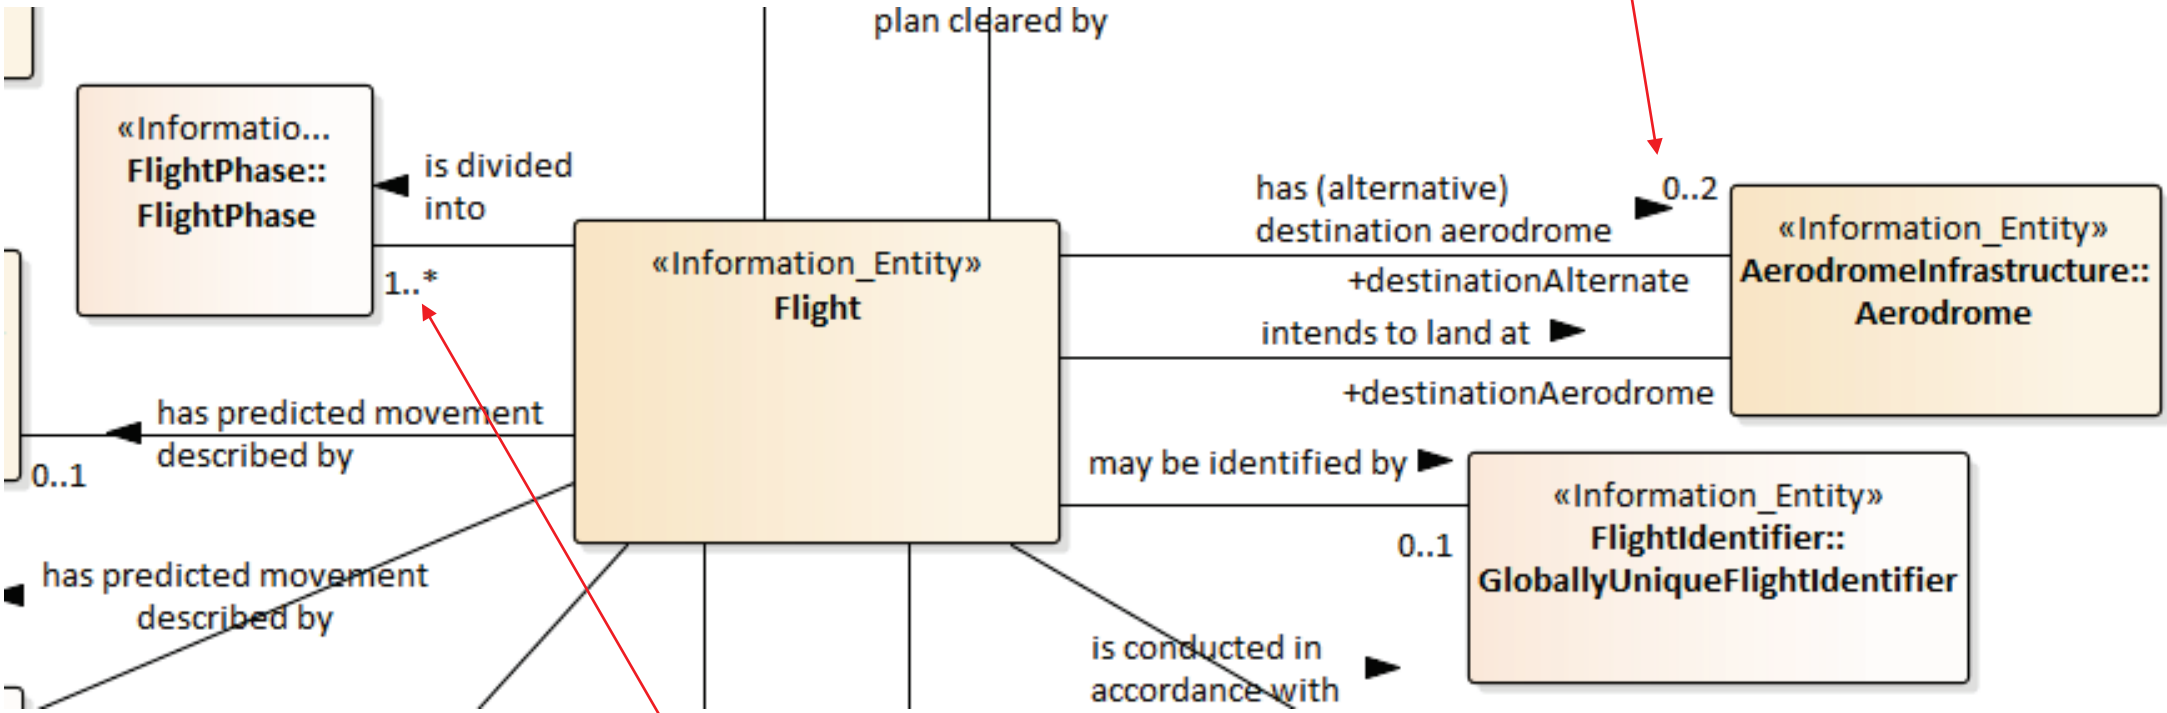 plan cleared by
«Informatio...
FlightPhase::
FlightPhase
is divided
into
1..*
«Information_Entity»
Flight
has (alternative)
destination aerodrome
0..2
+destinationAlternate
intends to land at
+destinationAerodrome
«Information_Entity»
AerodromeInfrastructure::
Aerodrome
has predicted movement
described by
0..1
may be identified by
0..1
«Information_Entity»
FlightIdentifier::
GloballyUniqueFlightIdentifier
has predicted movement
described by
is conducted in
accordance with